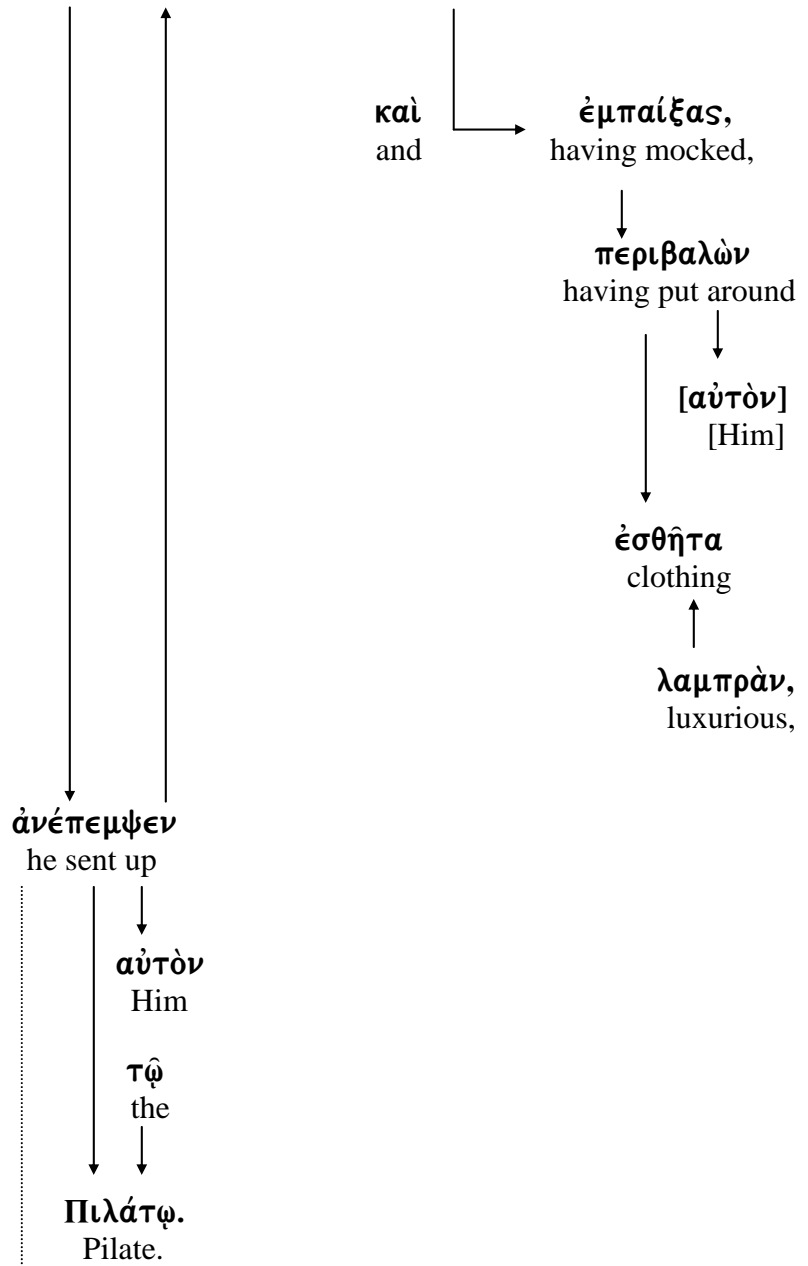 καὶ ἐμπαίξας,
and having mocked,
περιβαλὼν
having put around
[αὐτὸν]
[Him]
ἐσθῆτα
clothing
λαμπρὰν,
luxurious,
ἀνέπεμψεν
he sent up
αὐτὸν
Him
τῷ
the
Πιλάτῳ.
Pilate.